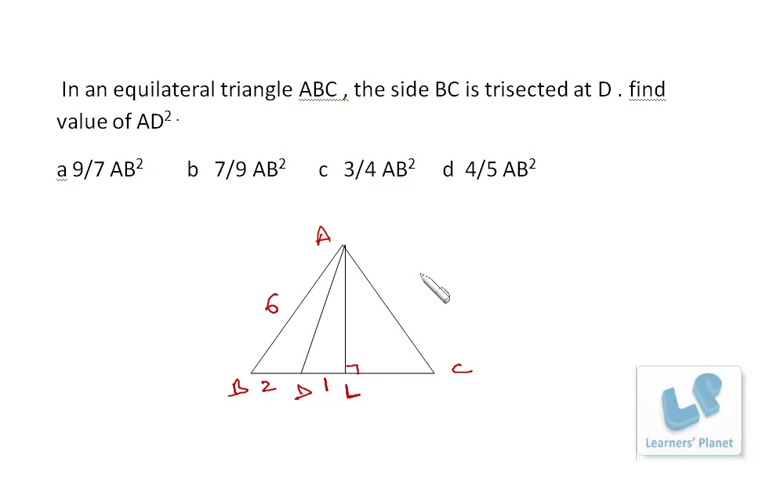 In an equilateral triangle ABC , the side BC is trisected at D . find
value of AD² .
a 9/7 AB² b 7/9 AB² c 3/4 AB² d 4/5 AB²
A
6
B 2 D 1 L C
LP
Learners' Planet